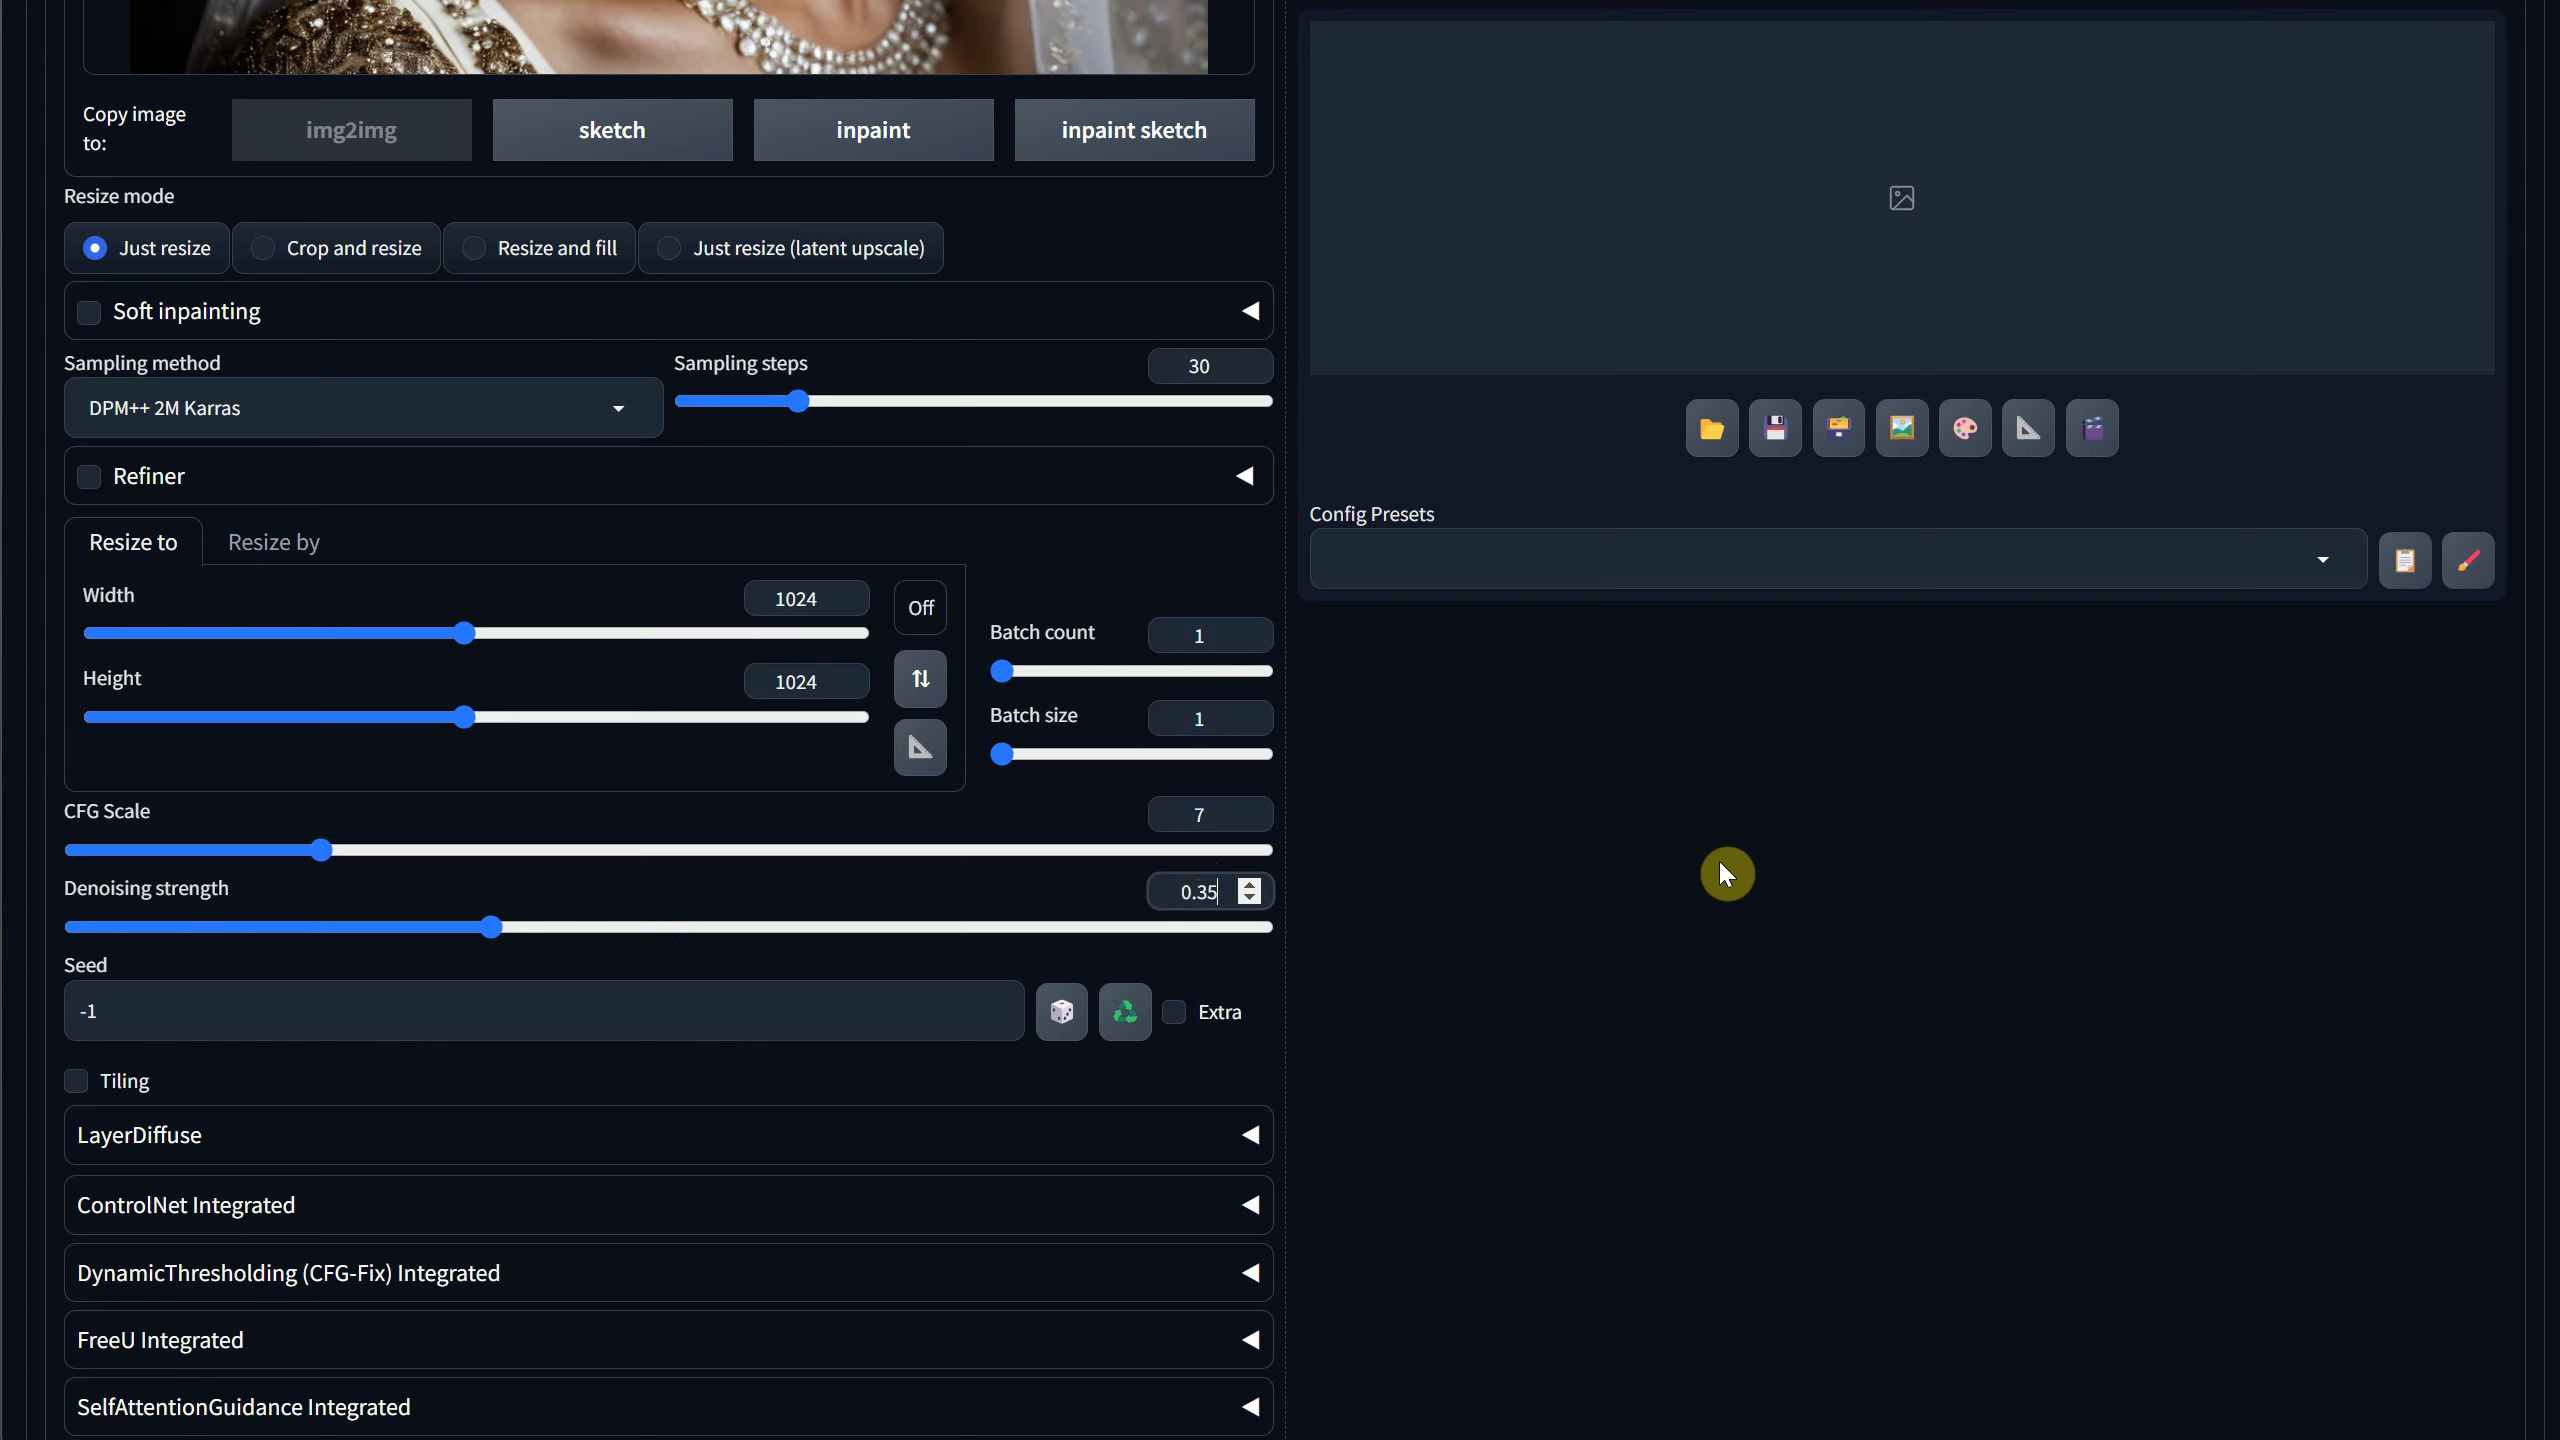 Copy image
to:
img2img
sketch
inpaint
inpaint sketch
Resize mode
Just resize
Crop and resize
Resize and fill
Just resize (latent upscale)
Soft inpainting
Sampling method
Sampling steps
30
DPM++ 2M Karras
Refiner
Resize to
Resize by
Width
1024
Off
Height
1024
Batch count
1
Batch size
1
CFG Scale
7
Denoising strength
0.35
Seed
-1
Extra
Tiling
LayerDiffuse
ControlNet Integrated
DynamicThresholding (CFG-Fix) Integrated
FreeU Integrated
SelfAttentionGuidance Integrated
Config Presets